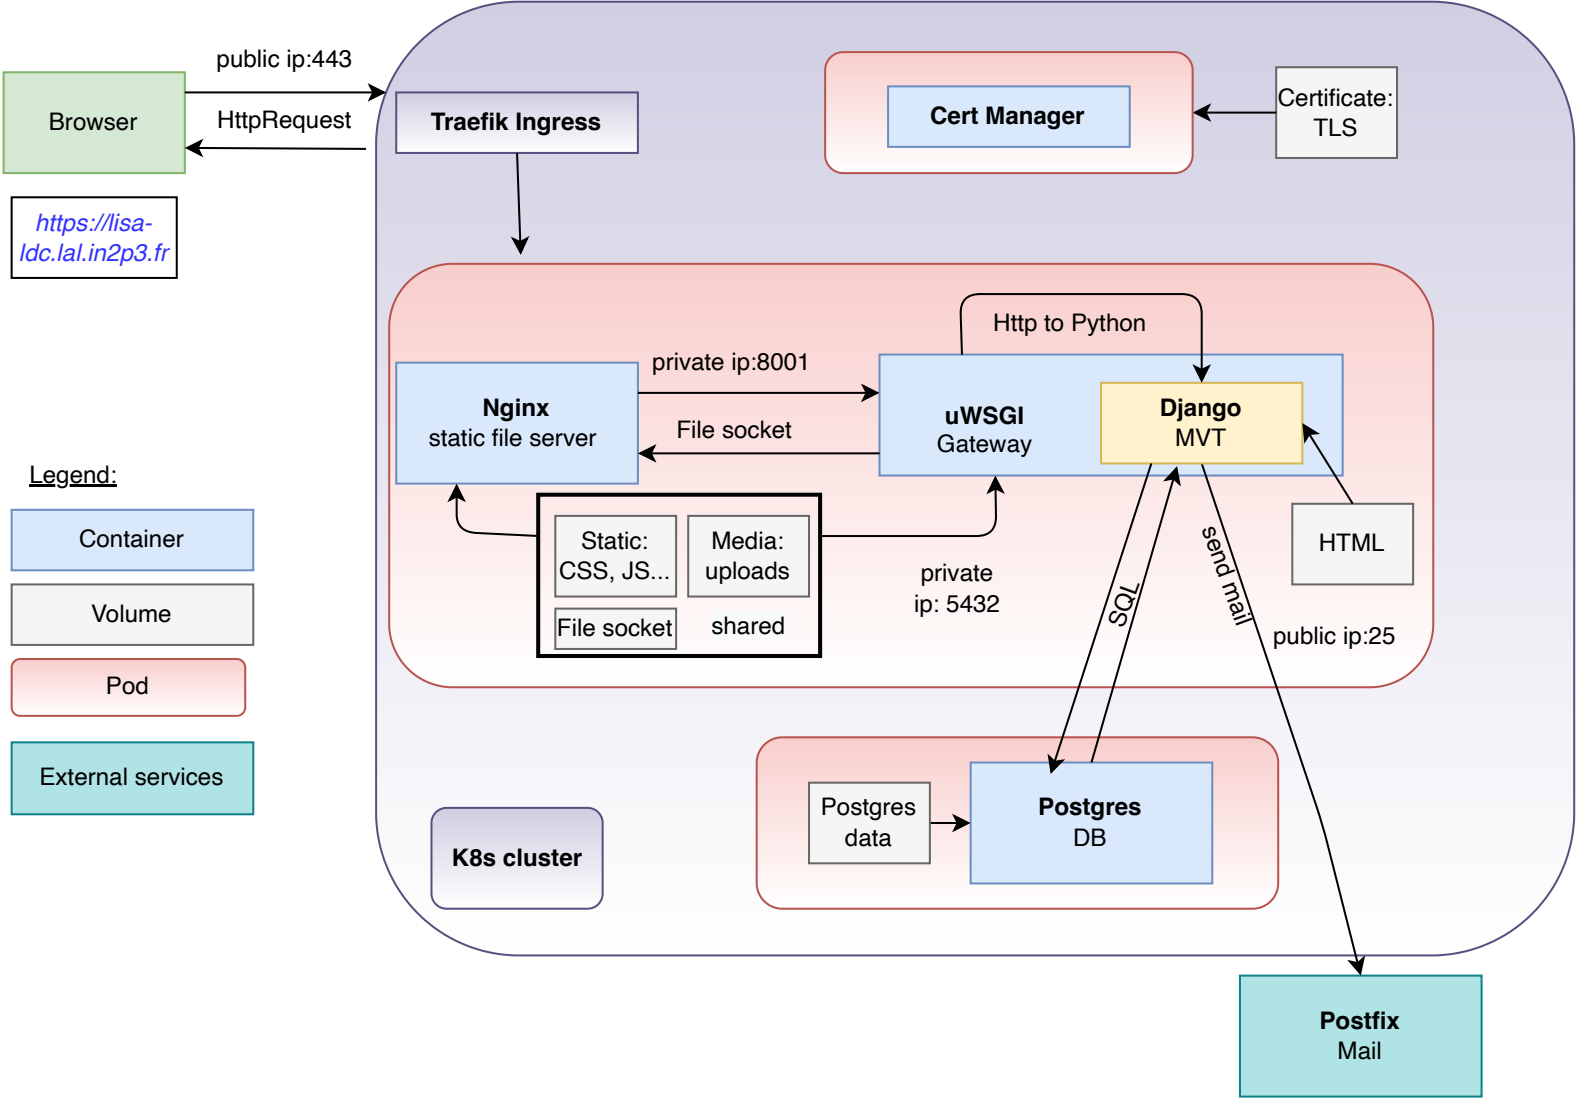 public ip:443
Browser
HttpRequest
https://lisa-
ldc.lal.in2p3.fr
Traefik Ingress
Cert Manager
Certificate:
TLS
Http to Python
private ip:8001
Nginx
static file server
File socket
uWSGI
Gateway
Django
MVT
Static:
CSS, JS...
Media:
uploads
File socket
shared
private
ip: 5432
SQL
send mail
HTML
public ip:25
Legend:
Container
Volume
Pod
External services
K8s cluster
Postgres
data
Postgres
DB
Postfix
Mail